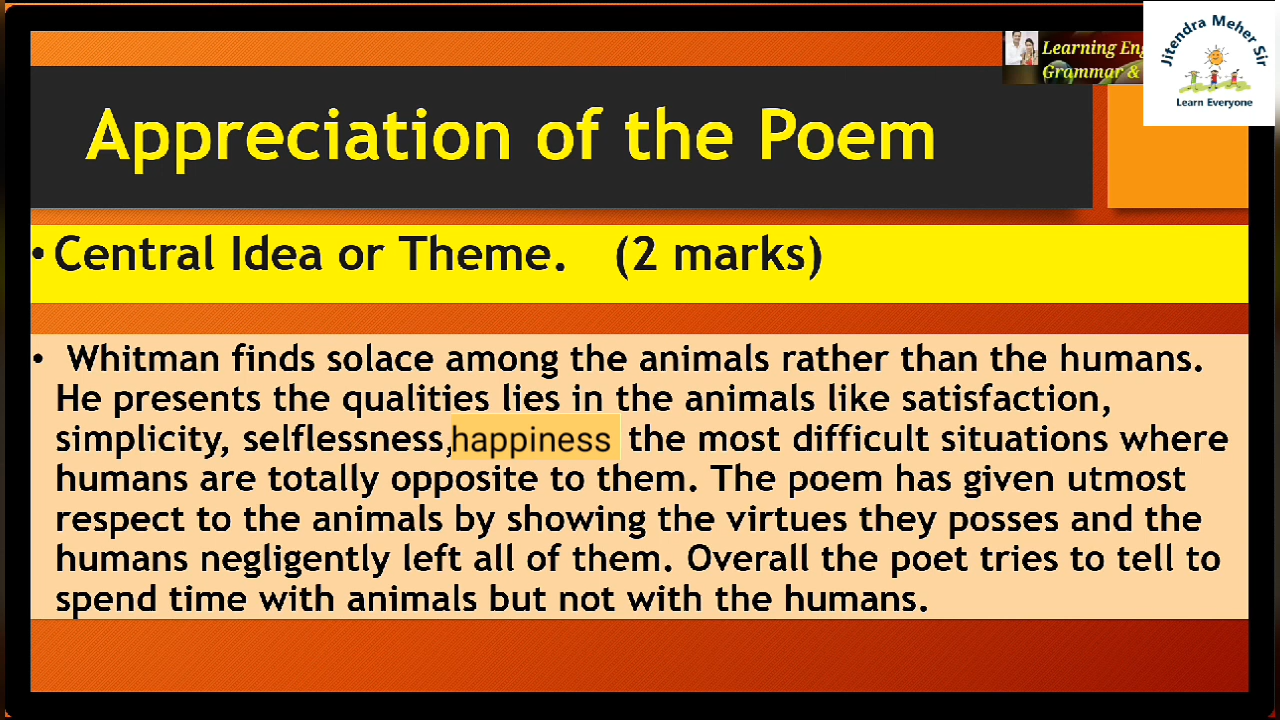 Learning Eng
Grammar &
Jitendra Meher Sir
Learn Everyone
Appreciation of the Poem
• Central Idea or Theme. (2 marks)
• Whitman finds solace among the animals rather than the humans.
He presents the qualities lies in the animals like satisfaction,
simplicity, selflessness,happiness the most difficult situations where
humans are totally opposite to them. The poem has given utmost
respect to the animals by showing the virtues they posses and the
humans negligently left all of them. Overall the poet tries to tell to
spend time with animals but not with the humans.